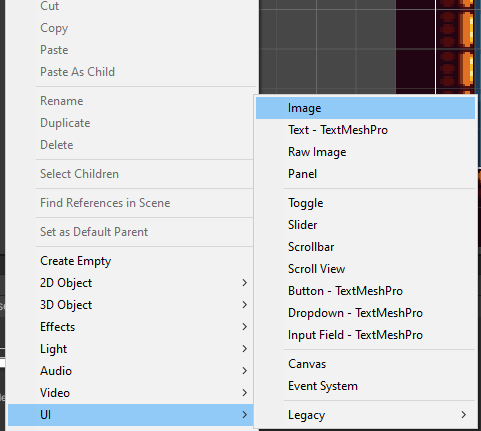 Cut
Copy
Paste
Paste As Child
Rename
Duplicate
Delete
Select Children
Find References in Scene
Set as Default Parent
Create Empty
2D Object
3D Object
Effects
Light
Audio
Video
UI
Image
Text - TextMeshPro
Raw Image
Panel
Toggle
Slider
Scrollbar
Scroll View
Button - TextMeshPro
Dropdown - TextMeshPro
Input Field - TextMeshPro
Canvas
Event System
Legacy